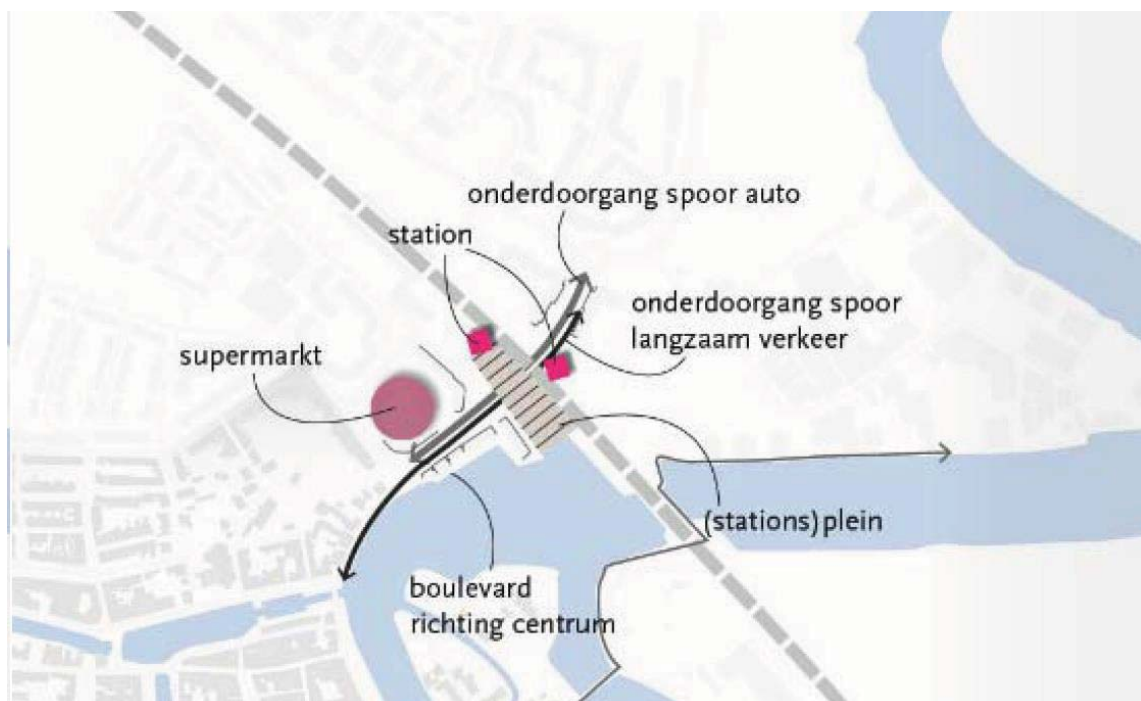 onderdoorgang spoor auto
station
onderdoorgang spoor
langzaam verkeer
supermarkt
(stations)plein
boulevard
richting centrum